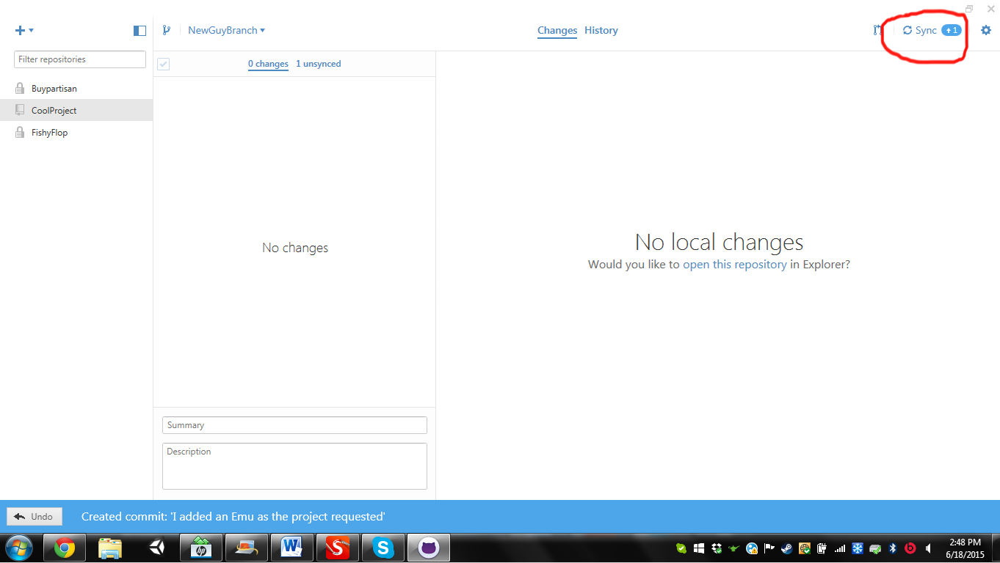 NewGuyBranch
Changes History
Sync 1
Filter repositories
0 changes 1 unsynced
Buypartisan
CoolProject
FishyFlop
No changes
No local changes
Would you like to open this repository in Explorer?
Summary
Description
Undo
Created commit: 'I added an Emu as the project requested'
hp
W
S
S
2:48 PM
6/18/2015